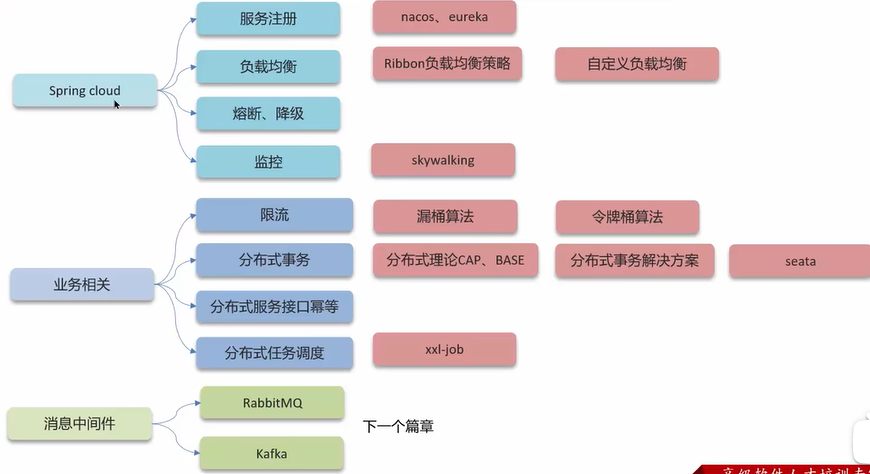 服务注册
nacos、eureka
负载均衡
Ribbon负载均衡策略
自定义负载均衡
Spring cloud
熔断、降级
监控
skywalking
限流
漏桶算法
令牌桶算法
分布式事务
分布式理论CAP、BASE
分布式事务解决方案
seata
业务相关
分布式服务接口幂等
分布式任务调度
xxl-job
RabbitMQ
消息中间件
下一个篇章
Kafka